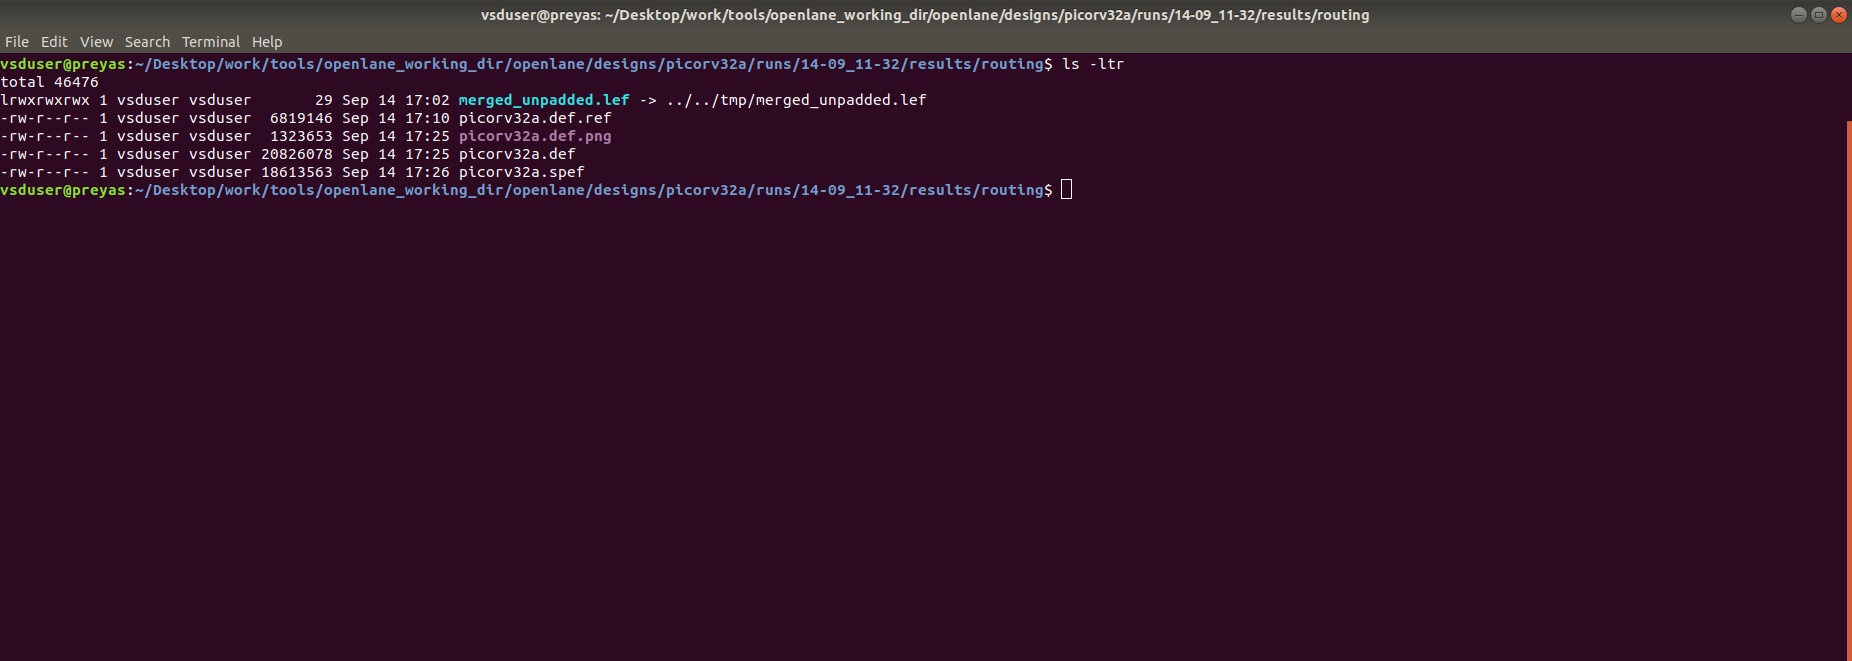 vsduser@preyas: ~/Desktop/work/tools/openlane_working_dir/openlane/designs/picorv32a/runs/14-09_11-32/results/routing
File Edit View Search Terminal Help
vsduser@preyas:~/Desktop/work/tools/openlane_working_dir/openlane/designs/picorv32a/runs/14-09_11-32/results/routing$ ls -ltr
total 46476
lrwxrwxrwx 1 vsduser vsduser       29 Sep 14 17:02 merged_unpadded.lef -> ../../tmp/merged_unpadded.lef
-rw-r--r-- 1 vsduser vsduser  6819146 Sep 14 17:10 picorv32a.def.ref
-rw-r--r-- 1 vsduser vsduser  1323653 Sep 14 17:25 picorv32a.def.png
-rw-r--r-- 1 vsduser vsduser 20826078 Sep 14 17:25 picorv32a.def
-rw-r--r-- 1 vsduser vsduser 18613563 Sep 14 17:26 picorv32a.spef
vsduser@preyas:~/Desktop/work/tools/openlane_working_dir/openlane/designs/picorv32a/runs/14-09_11-32/results/routing$